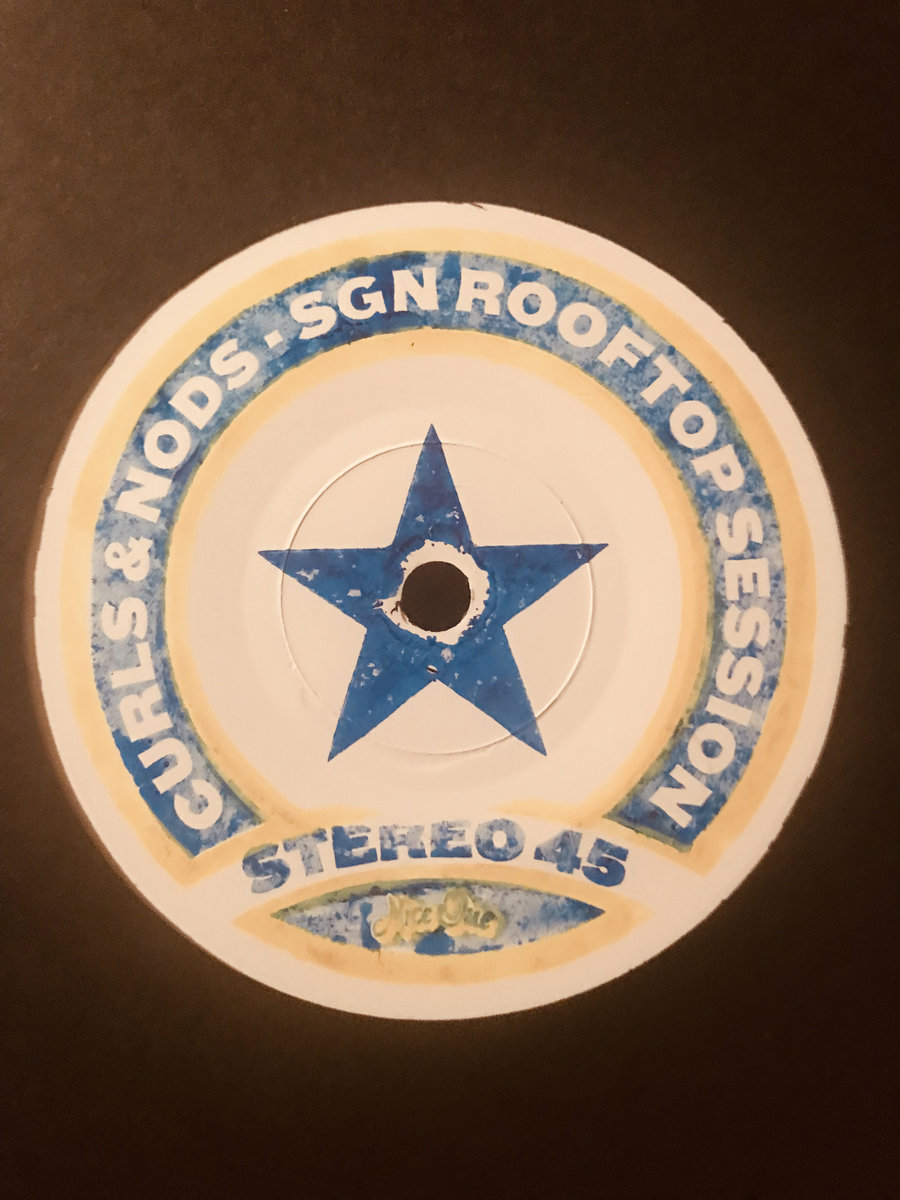 CURLS & NODS · SGN ROOFTOP SESSION
STEREO 45
Nice One